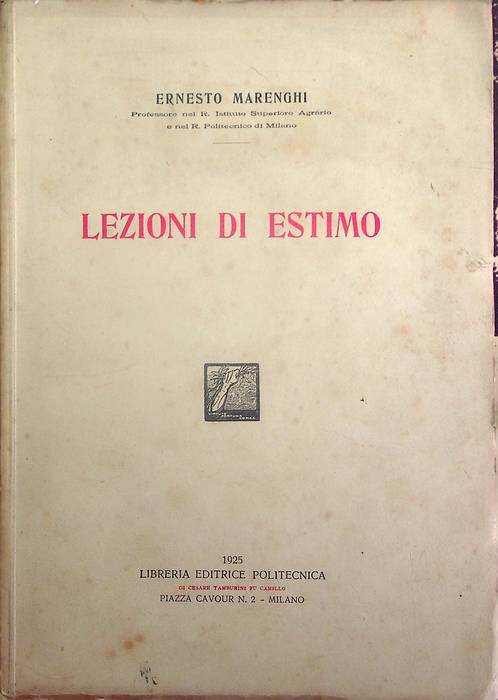 ERNESTO MARENGHI
Professore nel R. Istituto Superiore Agrario
e nel R. Politecnico di Milano
LEZIONI DI ESTIMO
1925
LIBRERIA EDITRICE POLITECNICA
DI CESARE TAMBURINI FU CAMILLO
PIAZZA CAVOUR N. 2 - MILANO